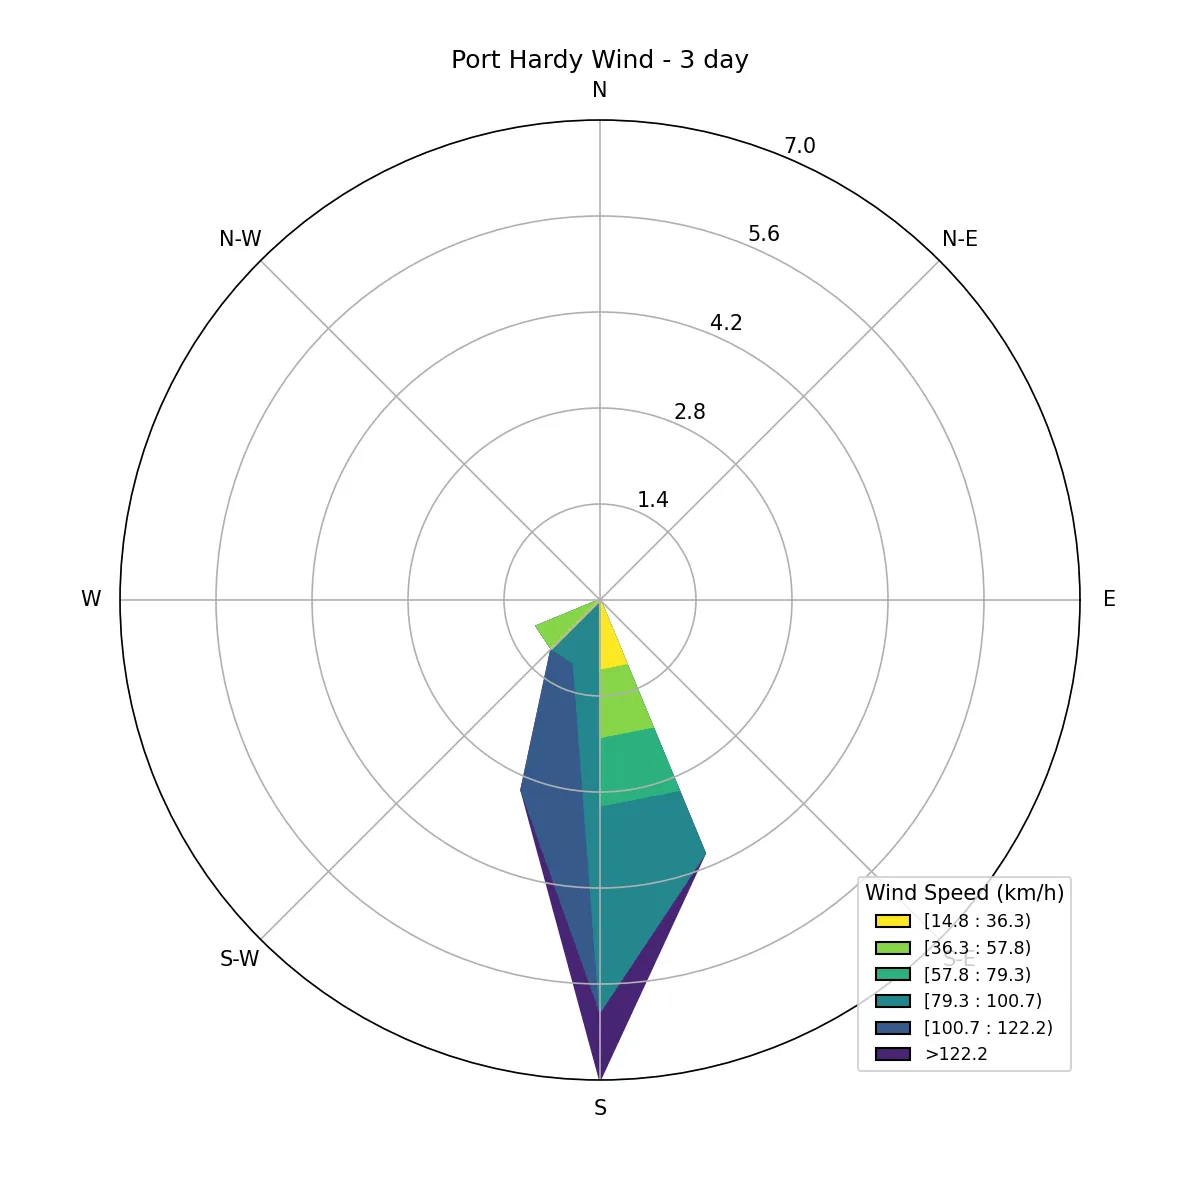 Port Hardy Wind - 3 day
N
7.0
N-W
5.6
N-E
4.2
2.8
1.4
W
E
Wind Speed (km/h)
[14.8 : 36.3)
[36.3 : 57.8)
S-W
S-E
[57.8 : 79.3)
[79.3 : 100.7)
[100.7 : 122.2)
>122.2
S